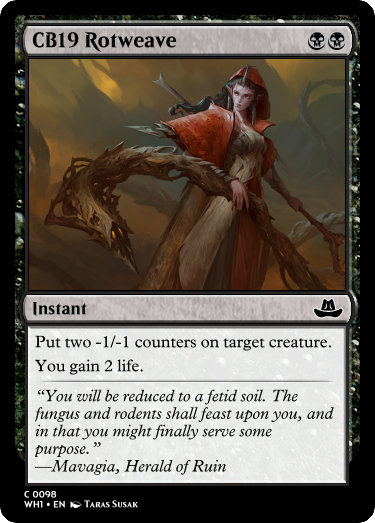 CB19 Rotweave
Instant
Put two -1/-1 counters on target creature.
You gain 2 life.
“You will be reduced to a fetid soil. The
fungus and rodents shall feast upon you, and
in that you might finally serve some
purpose.”
—Mavagia, Herald of Ruin
C 0098
WH1 • EN Taras Susak